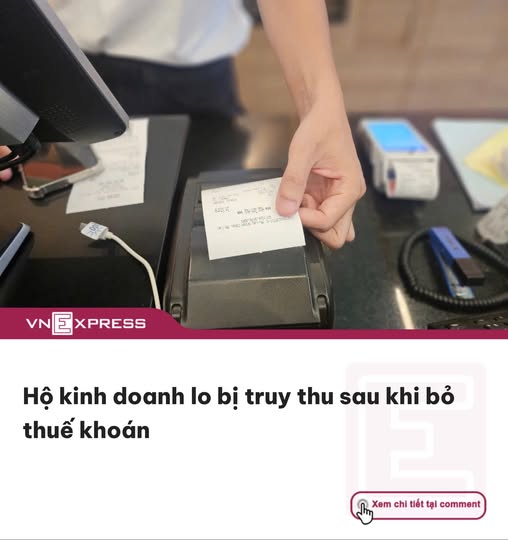 VNEXPRESS
Hộ kinh doanh lo bị truy thu sau khi bỏ
thuế khoán
Xem chi tiết tại comment